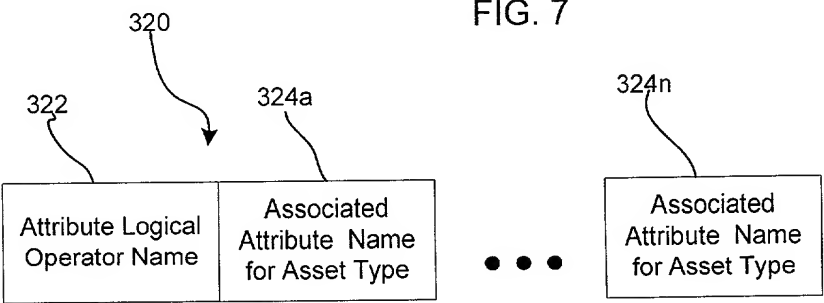 FIG. 7
320
322
324a
324n
Attribute Logical
Operator Name
Associated
Attribute Name
for Asset Type
Associated
Attribute Name
for Asset Type